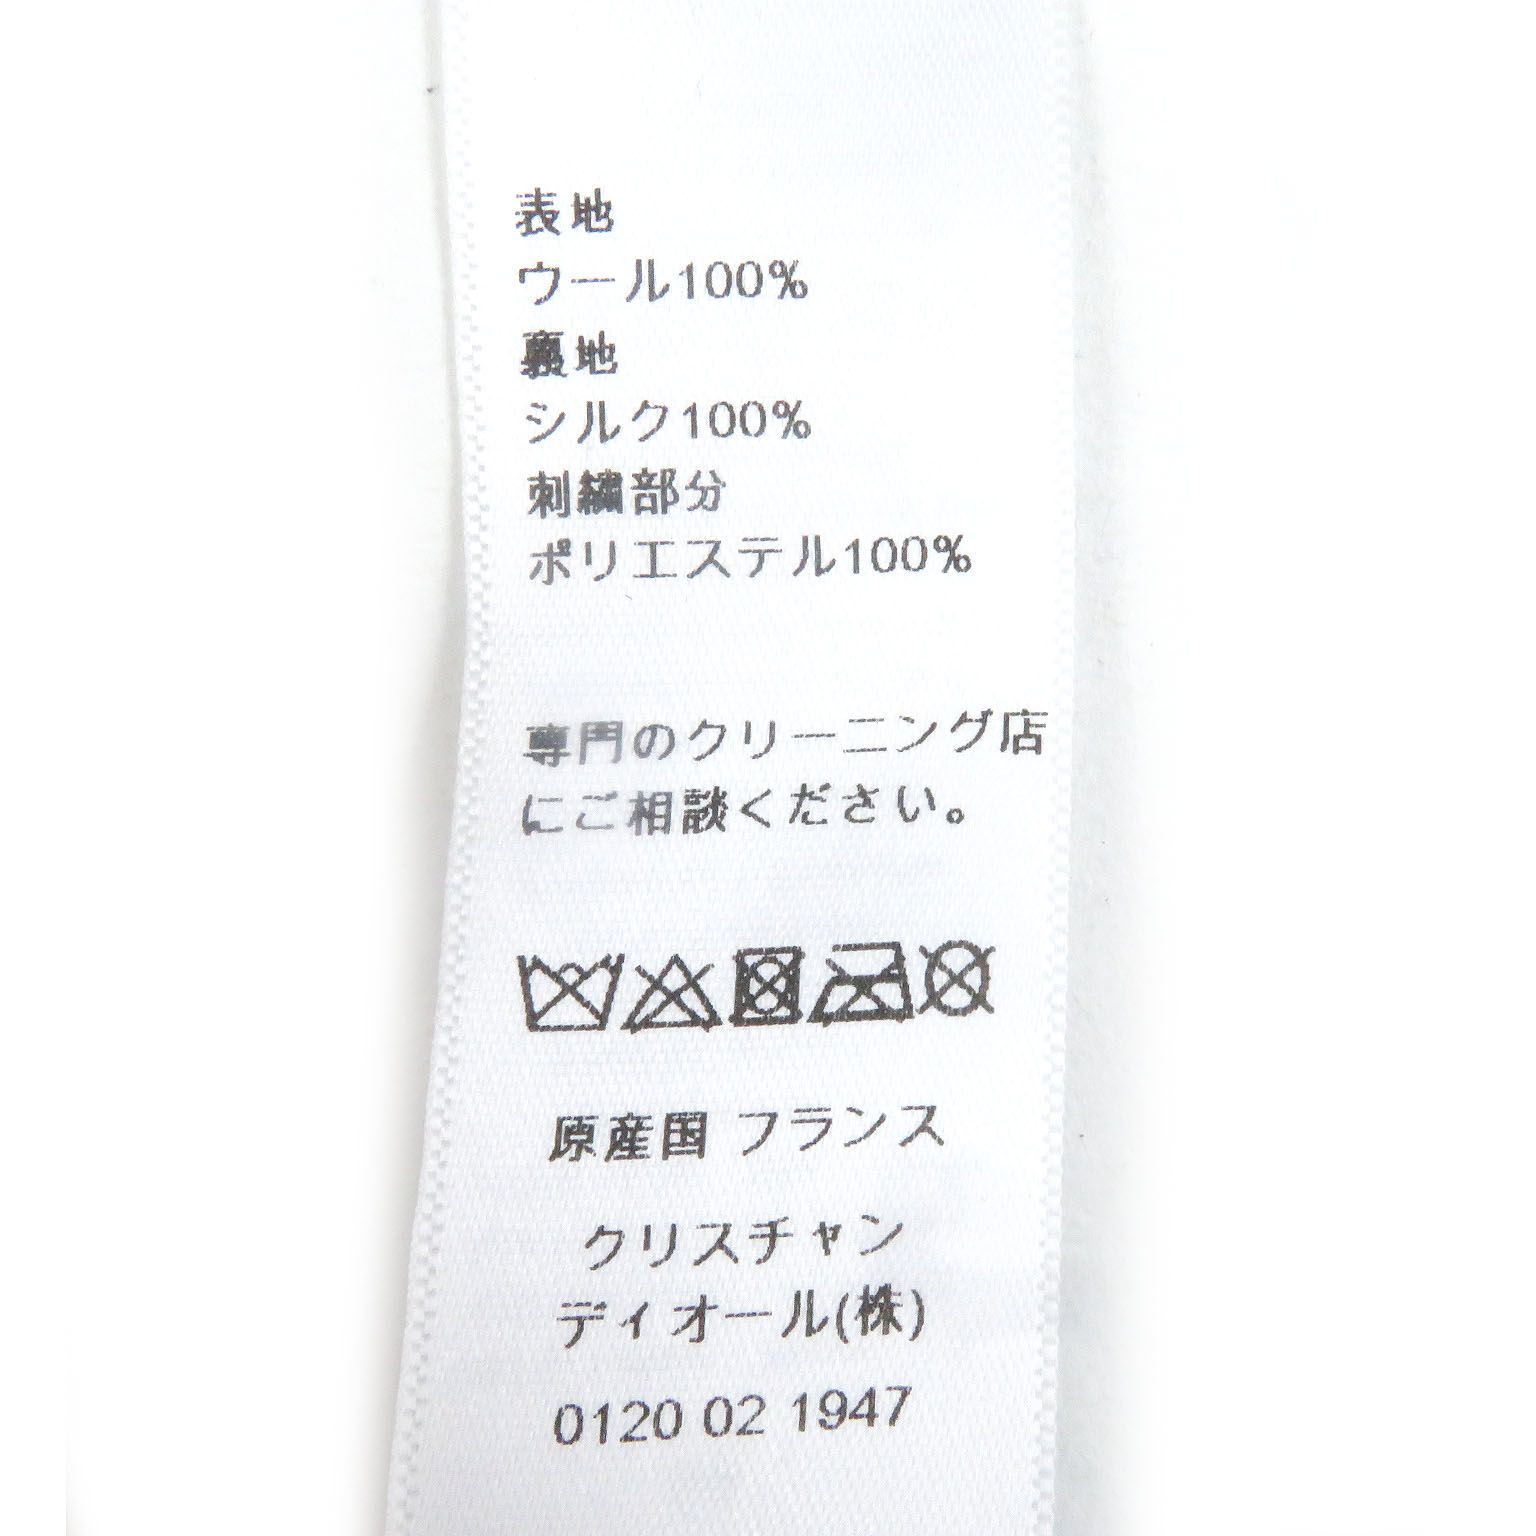 表地
ウール100%
裏地
シルク100%
刺繍部分
ポリエステル100%
専門のクリーニング店
にご相談ください。
原産国 フランス
クリスチャン
ディオール(株)
0120 02 1947